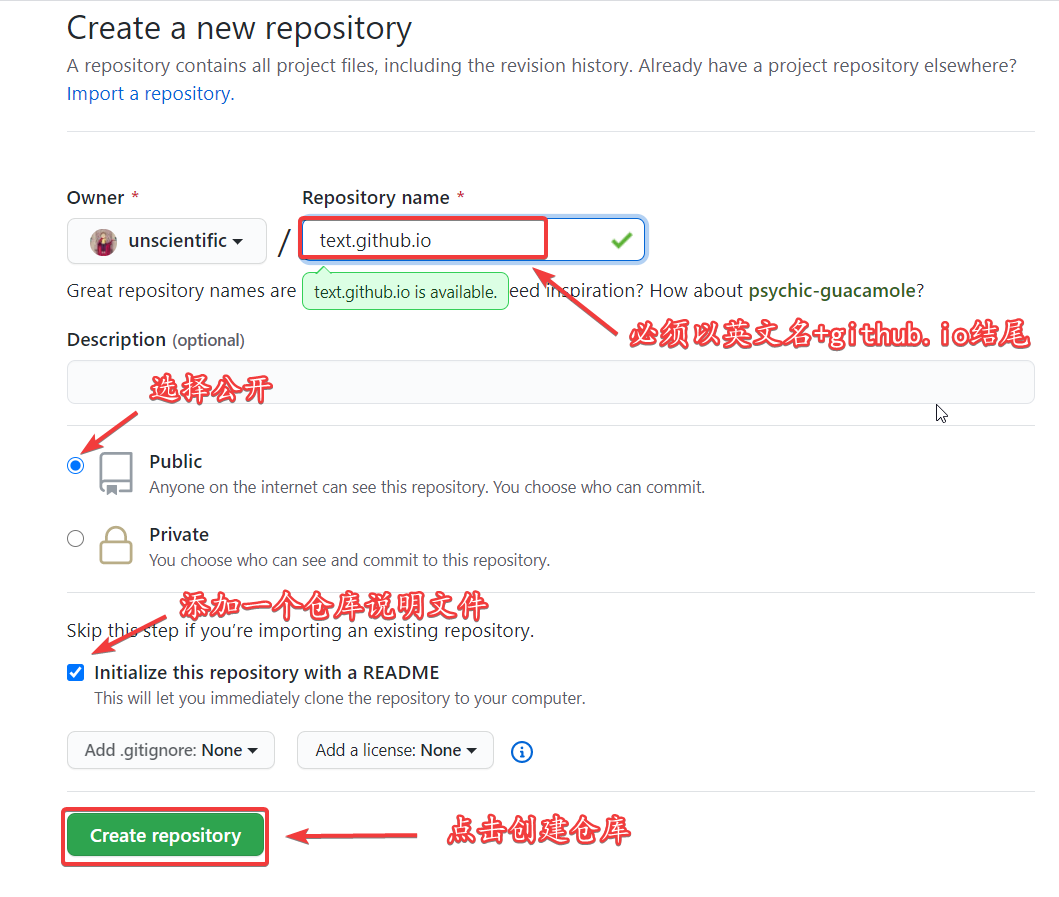 Create a new repository
A repository contains all project files, including the revision history. Already have a project repository elsewhere?
Import a repository.
Owner * Repository name *
unscientific / text.github.io
Great repository names are text.github.io is available. eed inspiration? How about psychic-guacamole?
必须以英文名+github.io结尾
Description (optional)
选择公开
Public
Anyone on the internet can see this repository. You choose who can commit.
Private
You choose who can see and commit to this repository.
添加一个仓库说明文件
Skip this step if you're importing an existing repository.
Initialize this repository with a README
This will let you immediately clone the repository to your computer.
Add .gitignore: None Add a license: None
Create repository 点击创建仓库